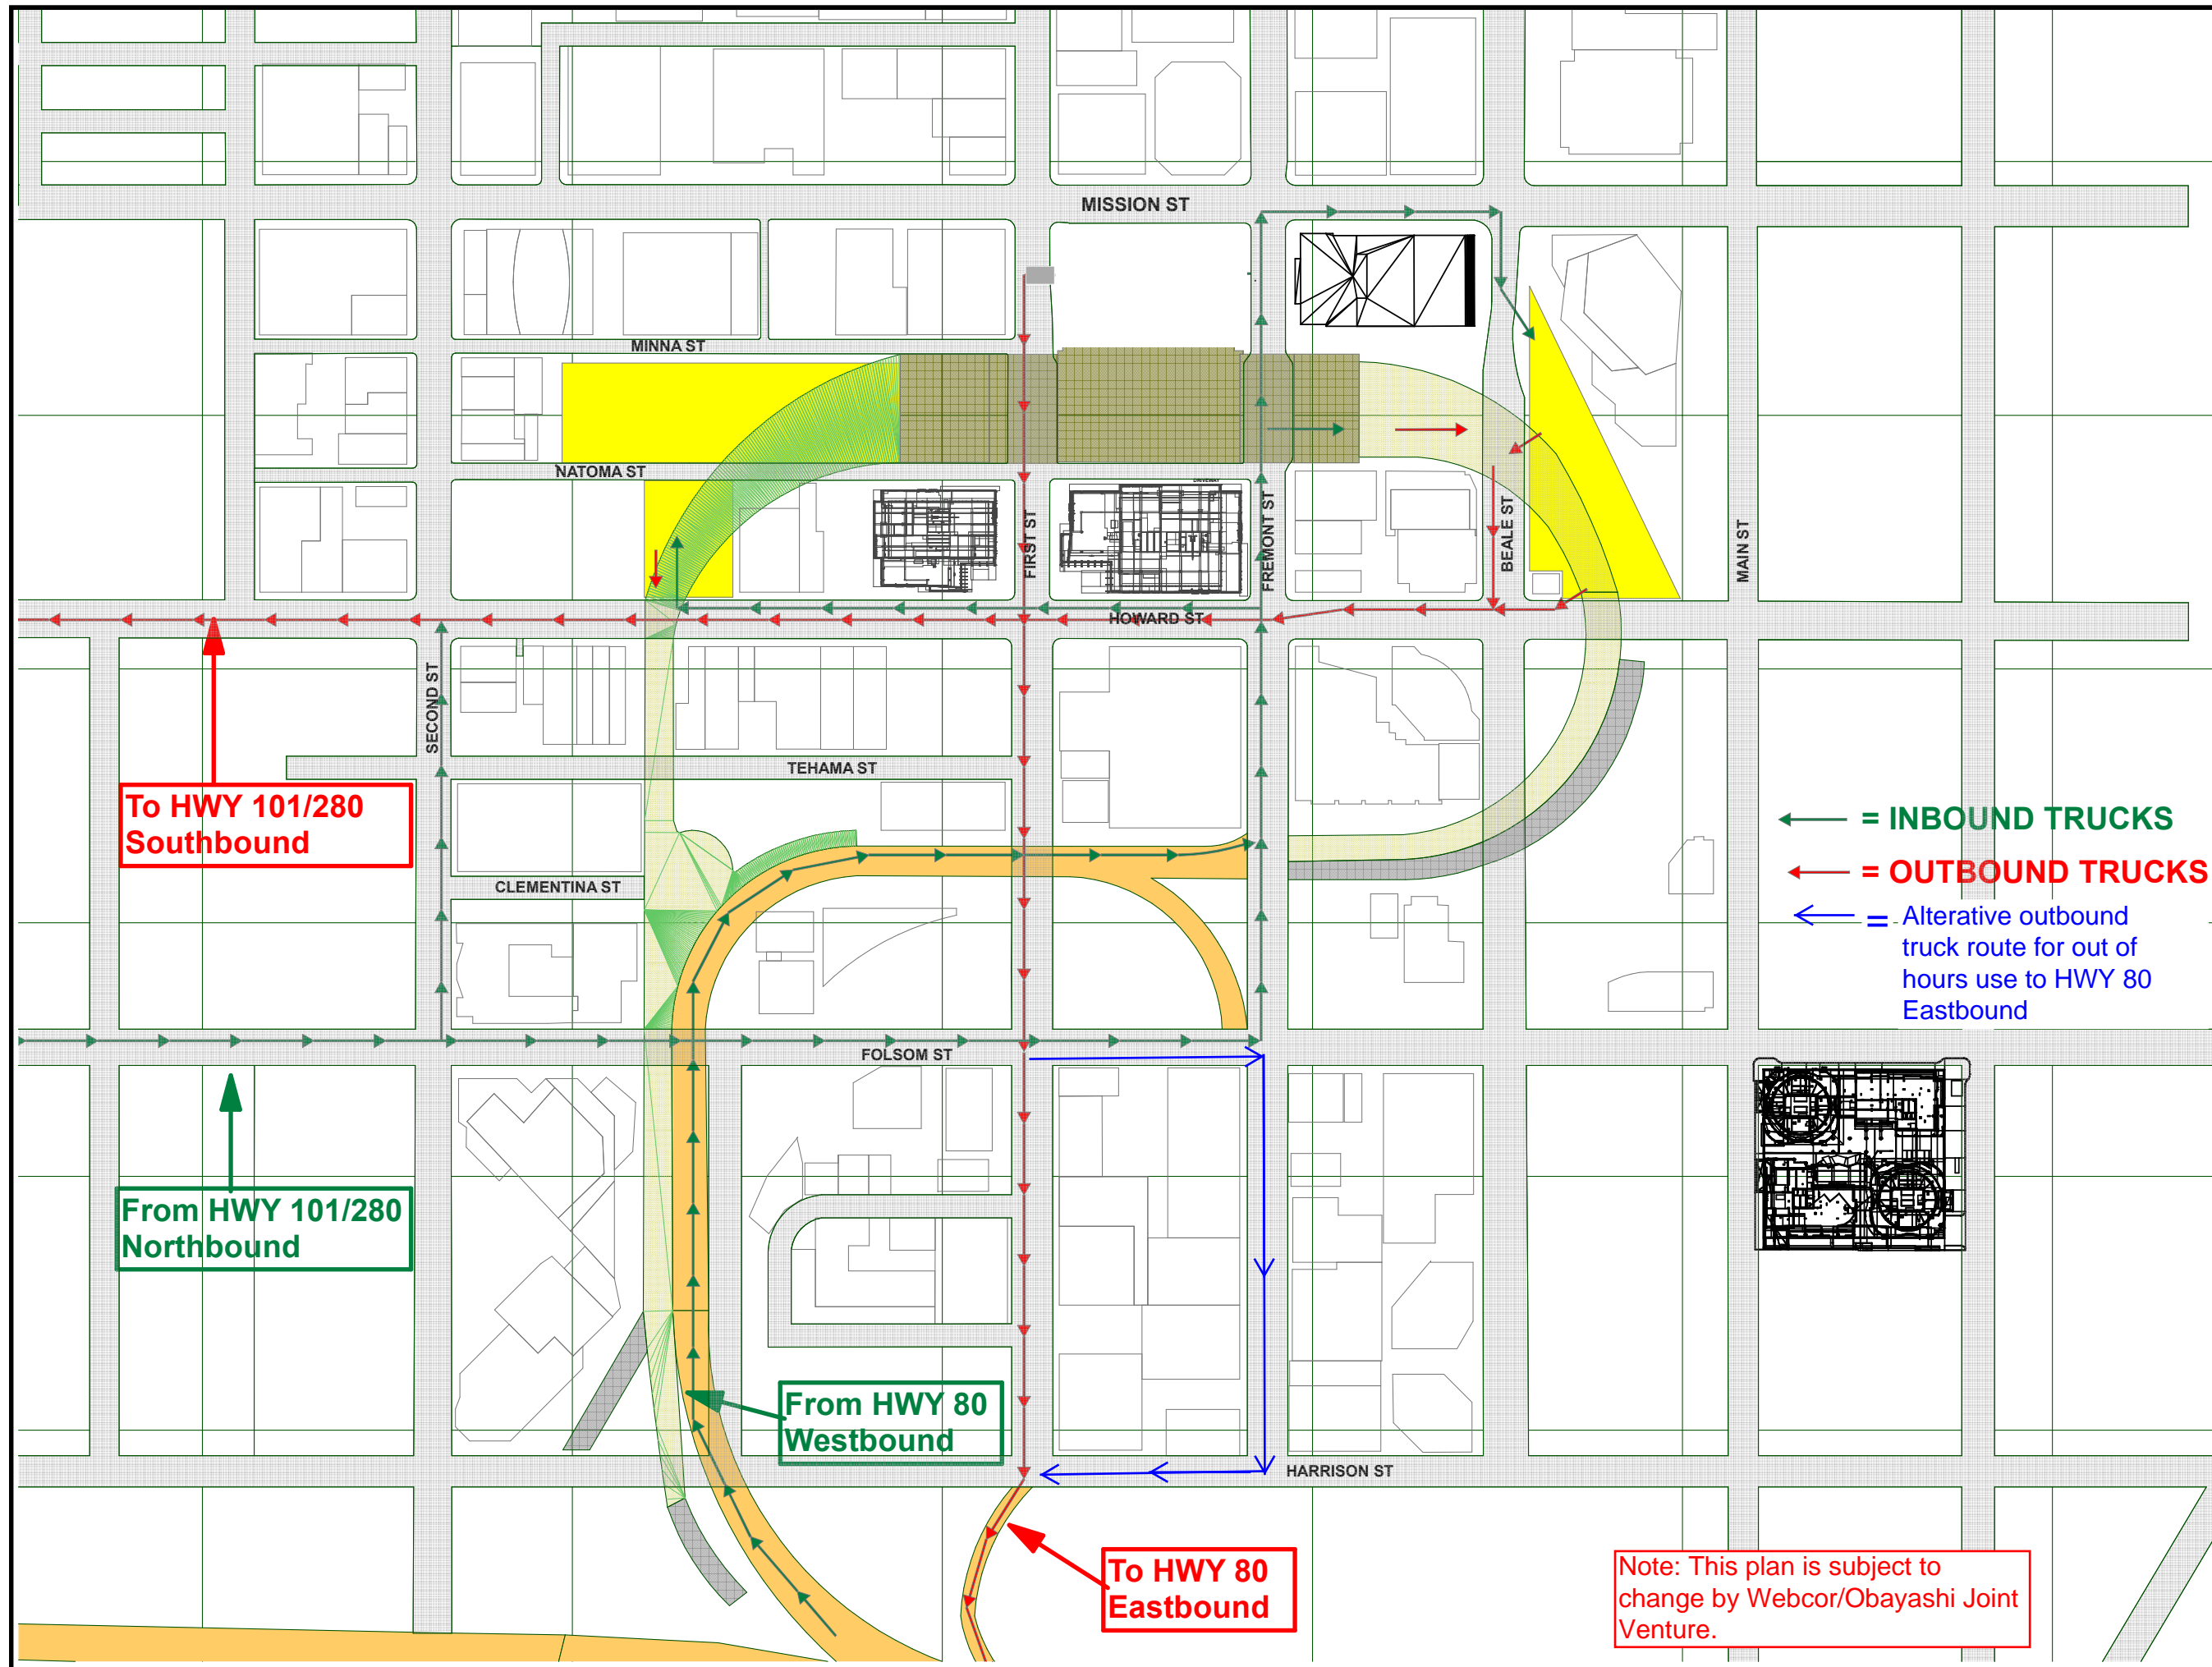 MISSION ST
MINNA ST
NATOMA ST
DRIVEWAY
FIRST ST
FREMONT ST
BEALE ST
MAIN ST
HOWARD ST
SECOND ST
TEHAMA ST
To HWY 101/280
Southbound
= INBOUND TRUCKS
= OUTBOUND TRUCKS
= Alterative outbound
truck route for out of
hours use to HWY 80
Eastbound
CLEMENTINA ST
FOLSOM ST
From HWY 101/280
Northbound
From HWY 80
Westbound
HARRISON ST
To HWY 80
Eastbound
Note: This plan is subject to
change by Webcor/Obayashi Joint
Venture.